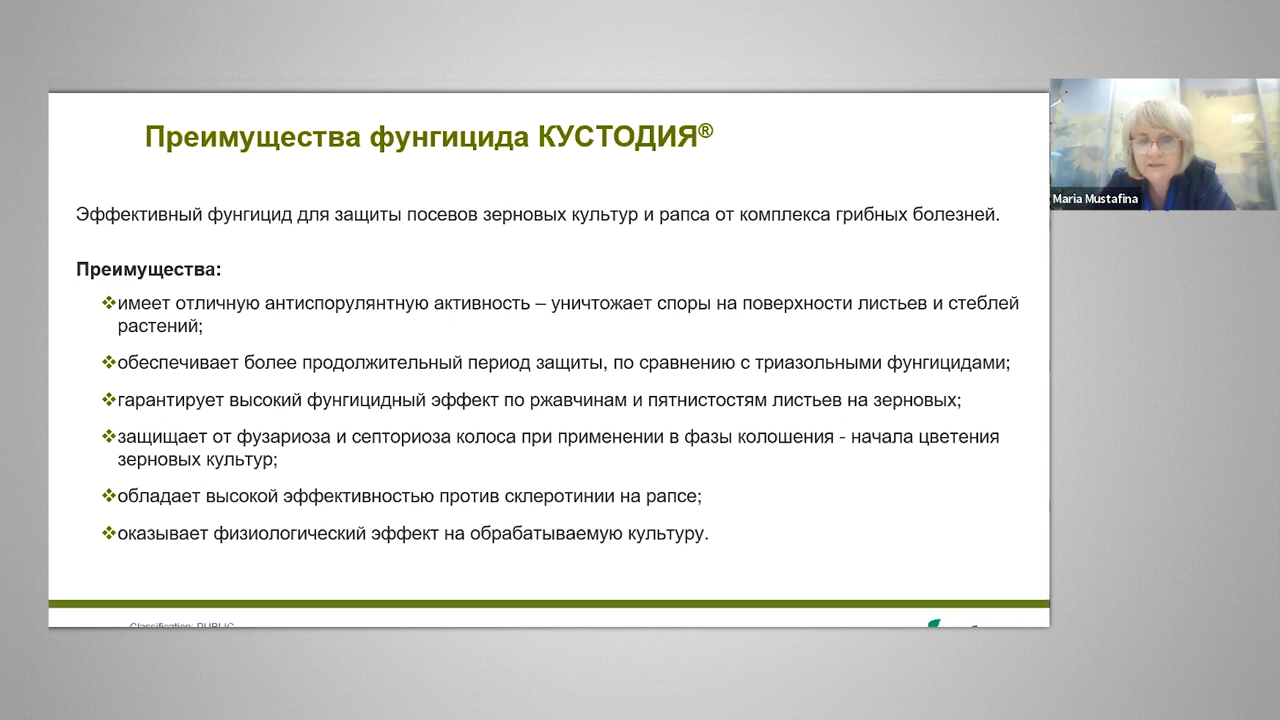 Преимущества фунгицида КУСТОДИЯ®
Эффективный фунгицид для защиты посевов зерновых культур и рапса от комплекса грибных болезней.
Преимущества:
❖имеет отличную антиспорулянтную активность – уничтожает споры на поверхности листьев и стеблей
растений;
❖обеспечивает более продолжительный период защиты, по сравнению с триазольными фунгицидами;
❖гарантирует высокий фунгицидный эффект по ржавчинам и пятнистостям листьев на зерновых;
❖защищает от фузариоза и септориоза колоса при применении в фазы колошения - начала цветения
зерновых культур;
❖обладает высокой эффективностью против склеротинии на рапсе;
❖оказывает физиологический эффект на обрабатываемую культуру.
Classification: PUBLIC
Maria Mustafina